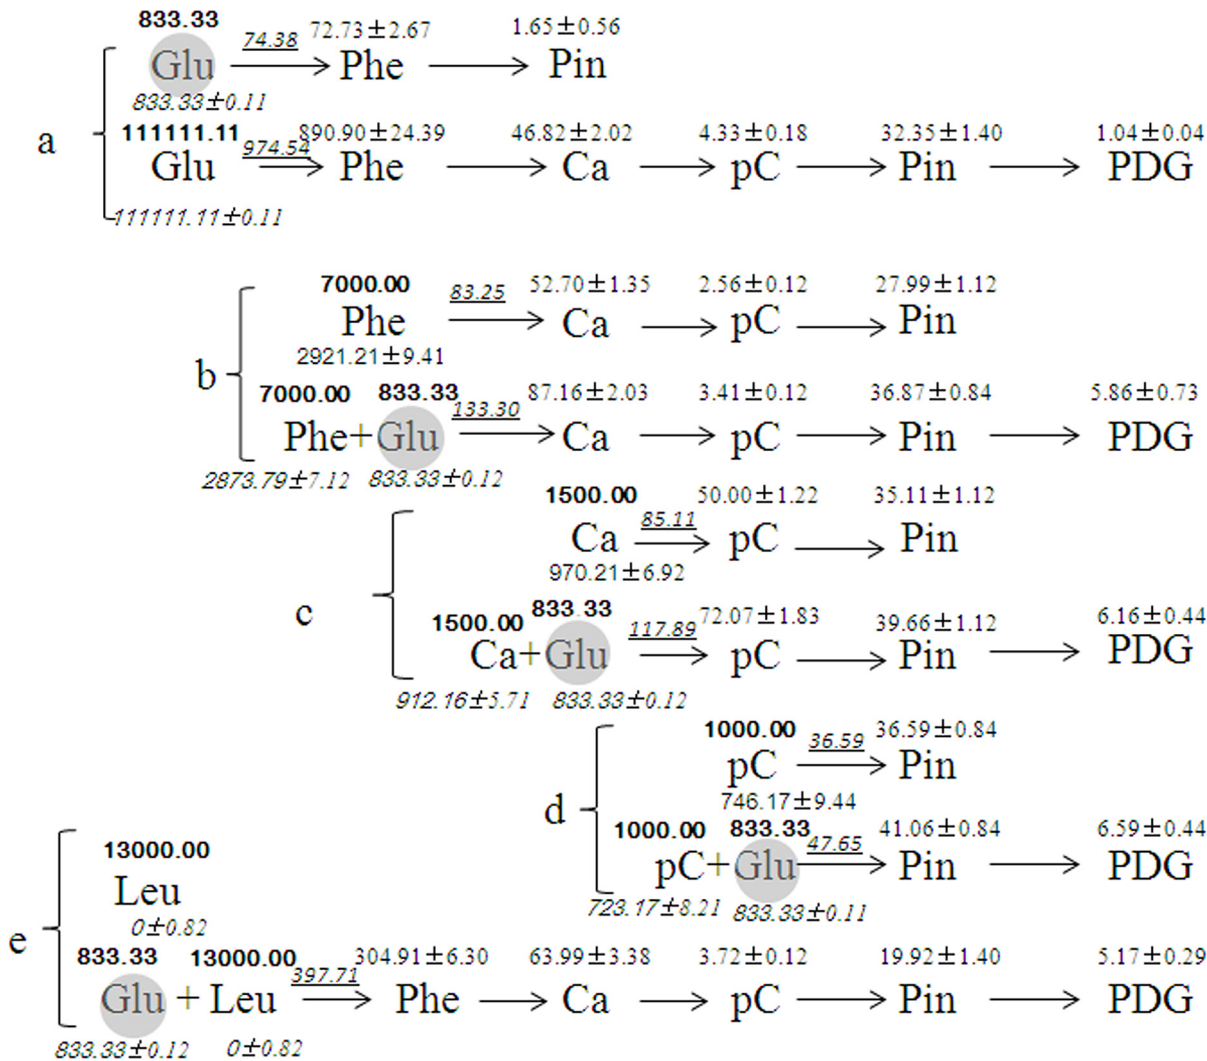 833.33 74.38 72.73±2.67 1.65±0.56
Glu Phe Pin
833.33±0.11
a
111111.11 974.54 890.90±24.39 46.82±2.02 4.33±0.18 32.35±1.40 1.04±0.04
Glu Phe Ca pC Pin PDG
111111.11±0.11
7000.00 83.25 52.70±1.35 2.56±0.12 27.99±1.12
Phe Ca pC Pin
2921.21±9.41
b
7000.00 833.33 133.30 87.16±2.03 3.41±0.12 36.87±0.84 5.86±0.73
Phe+Glu Ca pC Pin PDG
2873.79±7.12 833.33±0.12
1500.00 85.11 50.00±1.22 35.11±1.12
Ca pC Pin
970.21±6.92
c
1500.00 833.33 117.89 72.07±1.83 39.66±1.12 6.16±0.44
Ca+Glu pC Pin PDG
912.16±5.71 833.33±0.12
1000.00 36.59 36.59±0.84
pC Pin
746.17±9.44
d
1000.00 833.33 47.65 41.06±0.84 6.59±0.44
pC+Glu Pin PDG
723.17±8.21 833.33±0.11
13000.00
Leu
0±0.82
e
833.33 13000.00 397.71 304.91±6.30 63.99±3.38 3.72±0.12 19.92±1.40 5.17±0.29
Glu + Leu Phe Ca pC Pin PDG
833.33±0.12 0±0.82